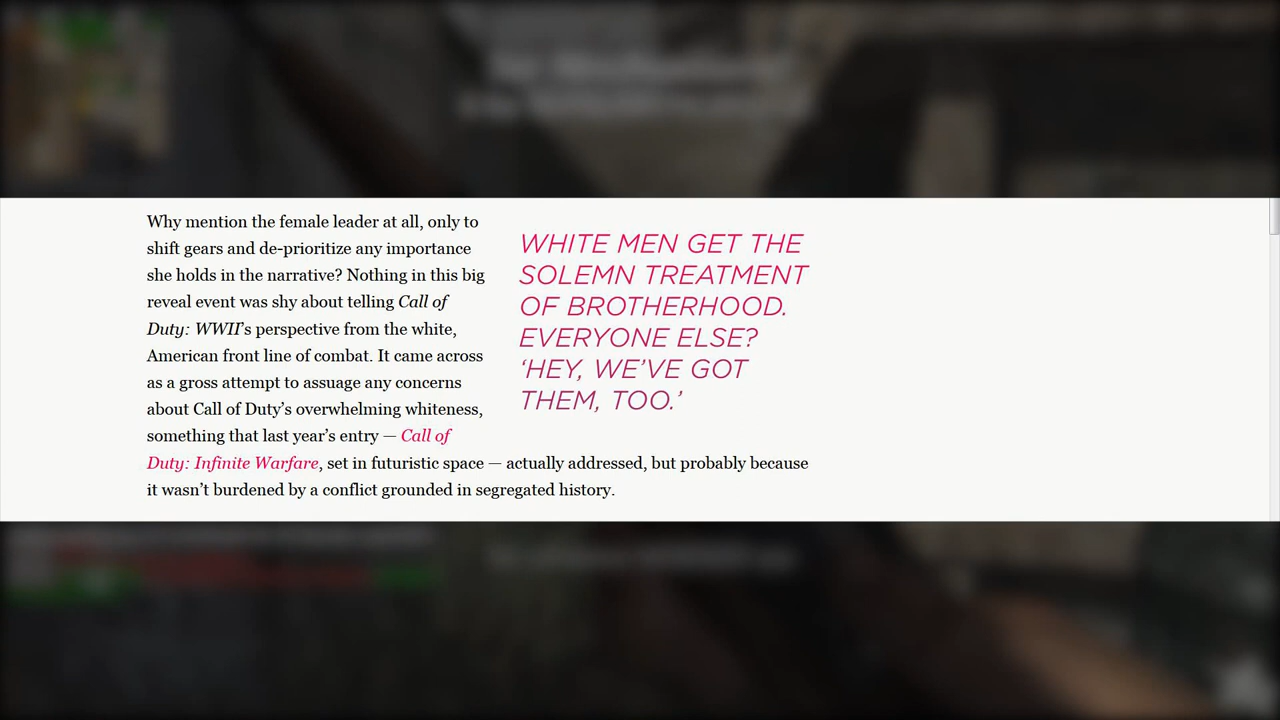 Why mention the female leader at all, only to
shift gears and de-prioritize any importance
she holds in the narrative? Nothing in this big
reveal event was shy about telling Call of
Duty: WWII's perspective from the white,
American front line of combat. It came across
as a gross attempt to assuage any concerns
about Call of Duty's overwhelming whiteness,
something that last year's entry — Call of
Duty: Infinite Warfare, set in futuristic space — actually addressed, but probably because
it wasn't burdened by a conflict grounded in segregated history.
WHITE MEN GET THE
SOLEMN TREATMENT
OF BROTHERHOOD.
EVERYONE ELSE?
‘HEY, WE’VE GOT
THEM, TOO.’